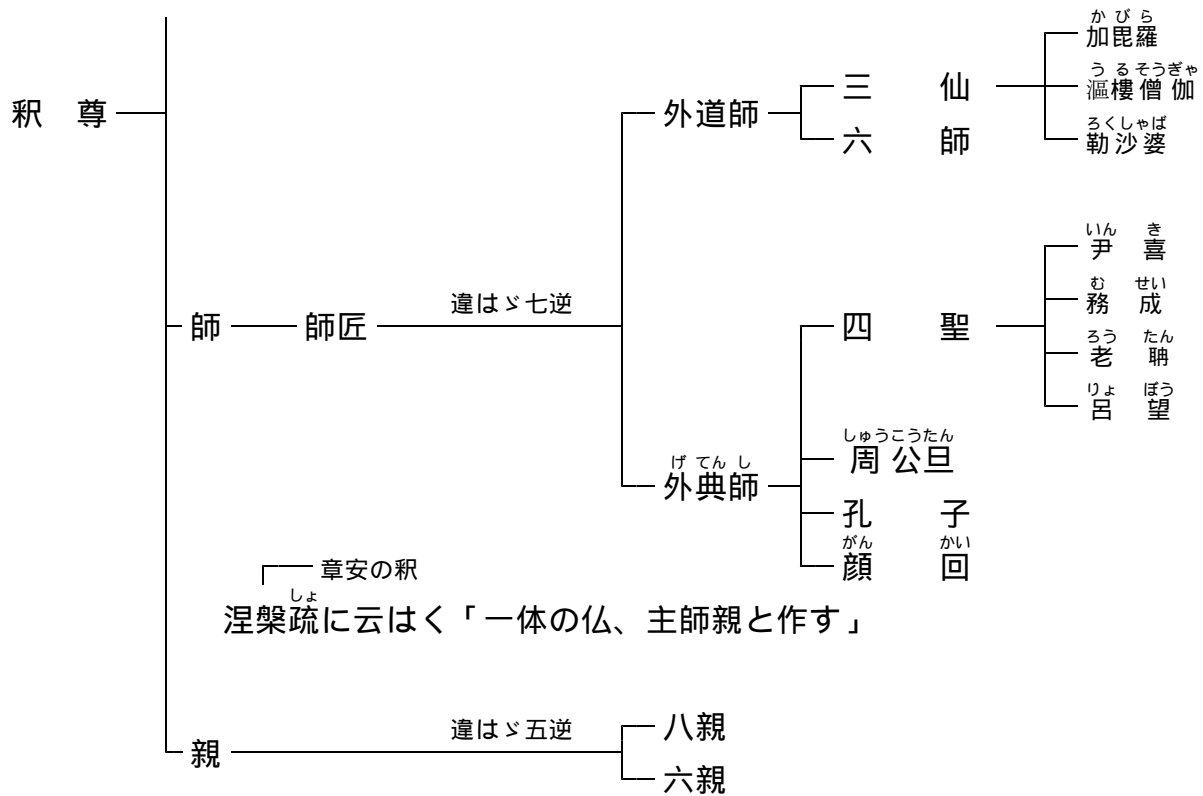 釈尊
外道師
三仙
加毘羅
かびら
漚樓僧伽
うるそうぎゃ
勒沙婆
ろくしゃば
六師
師
師匠
違はゞ七逆
四聖
尹喜
いんき
務成
むせい
老聃
ろうたん
呂望
りょぼう
外典師
げてんし
周公旦
しゅうこうたん
孔子
顔回
がんかい
章安の釈
涅槃疏に云はく「一体の仏、主師親と作す」
しょ
親
違はゞ五逆
八親
六親